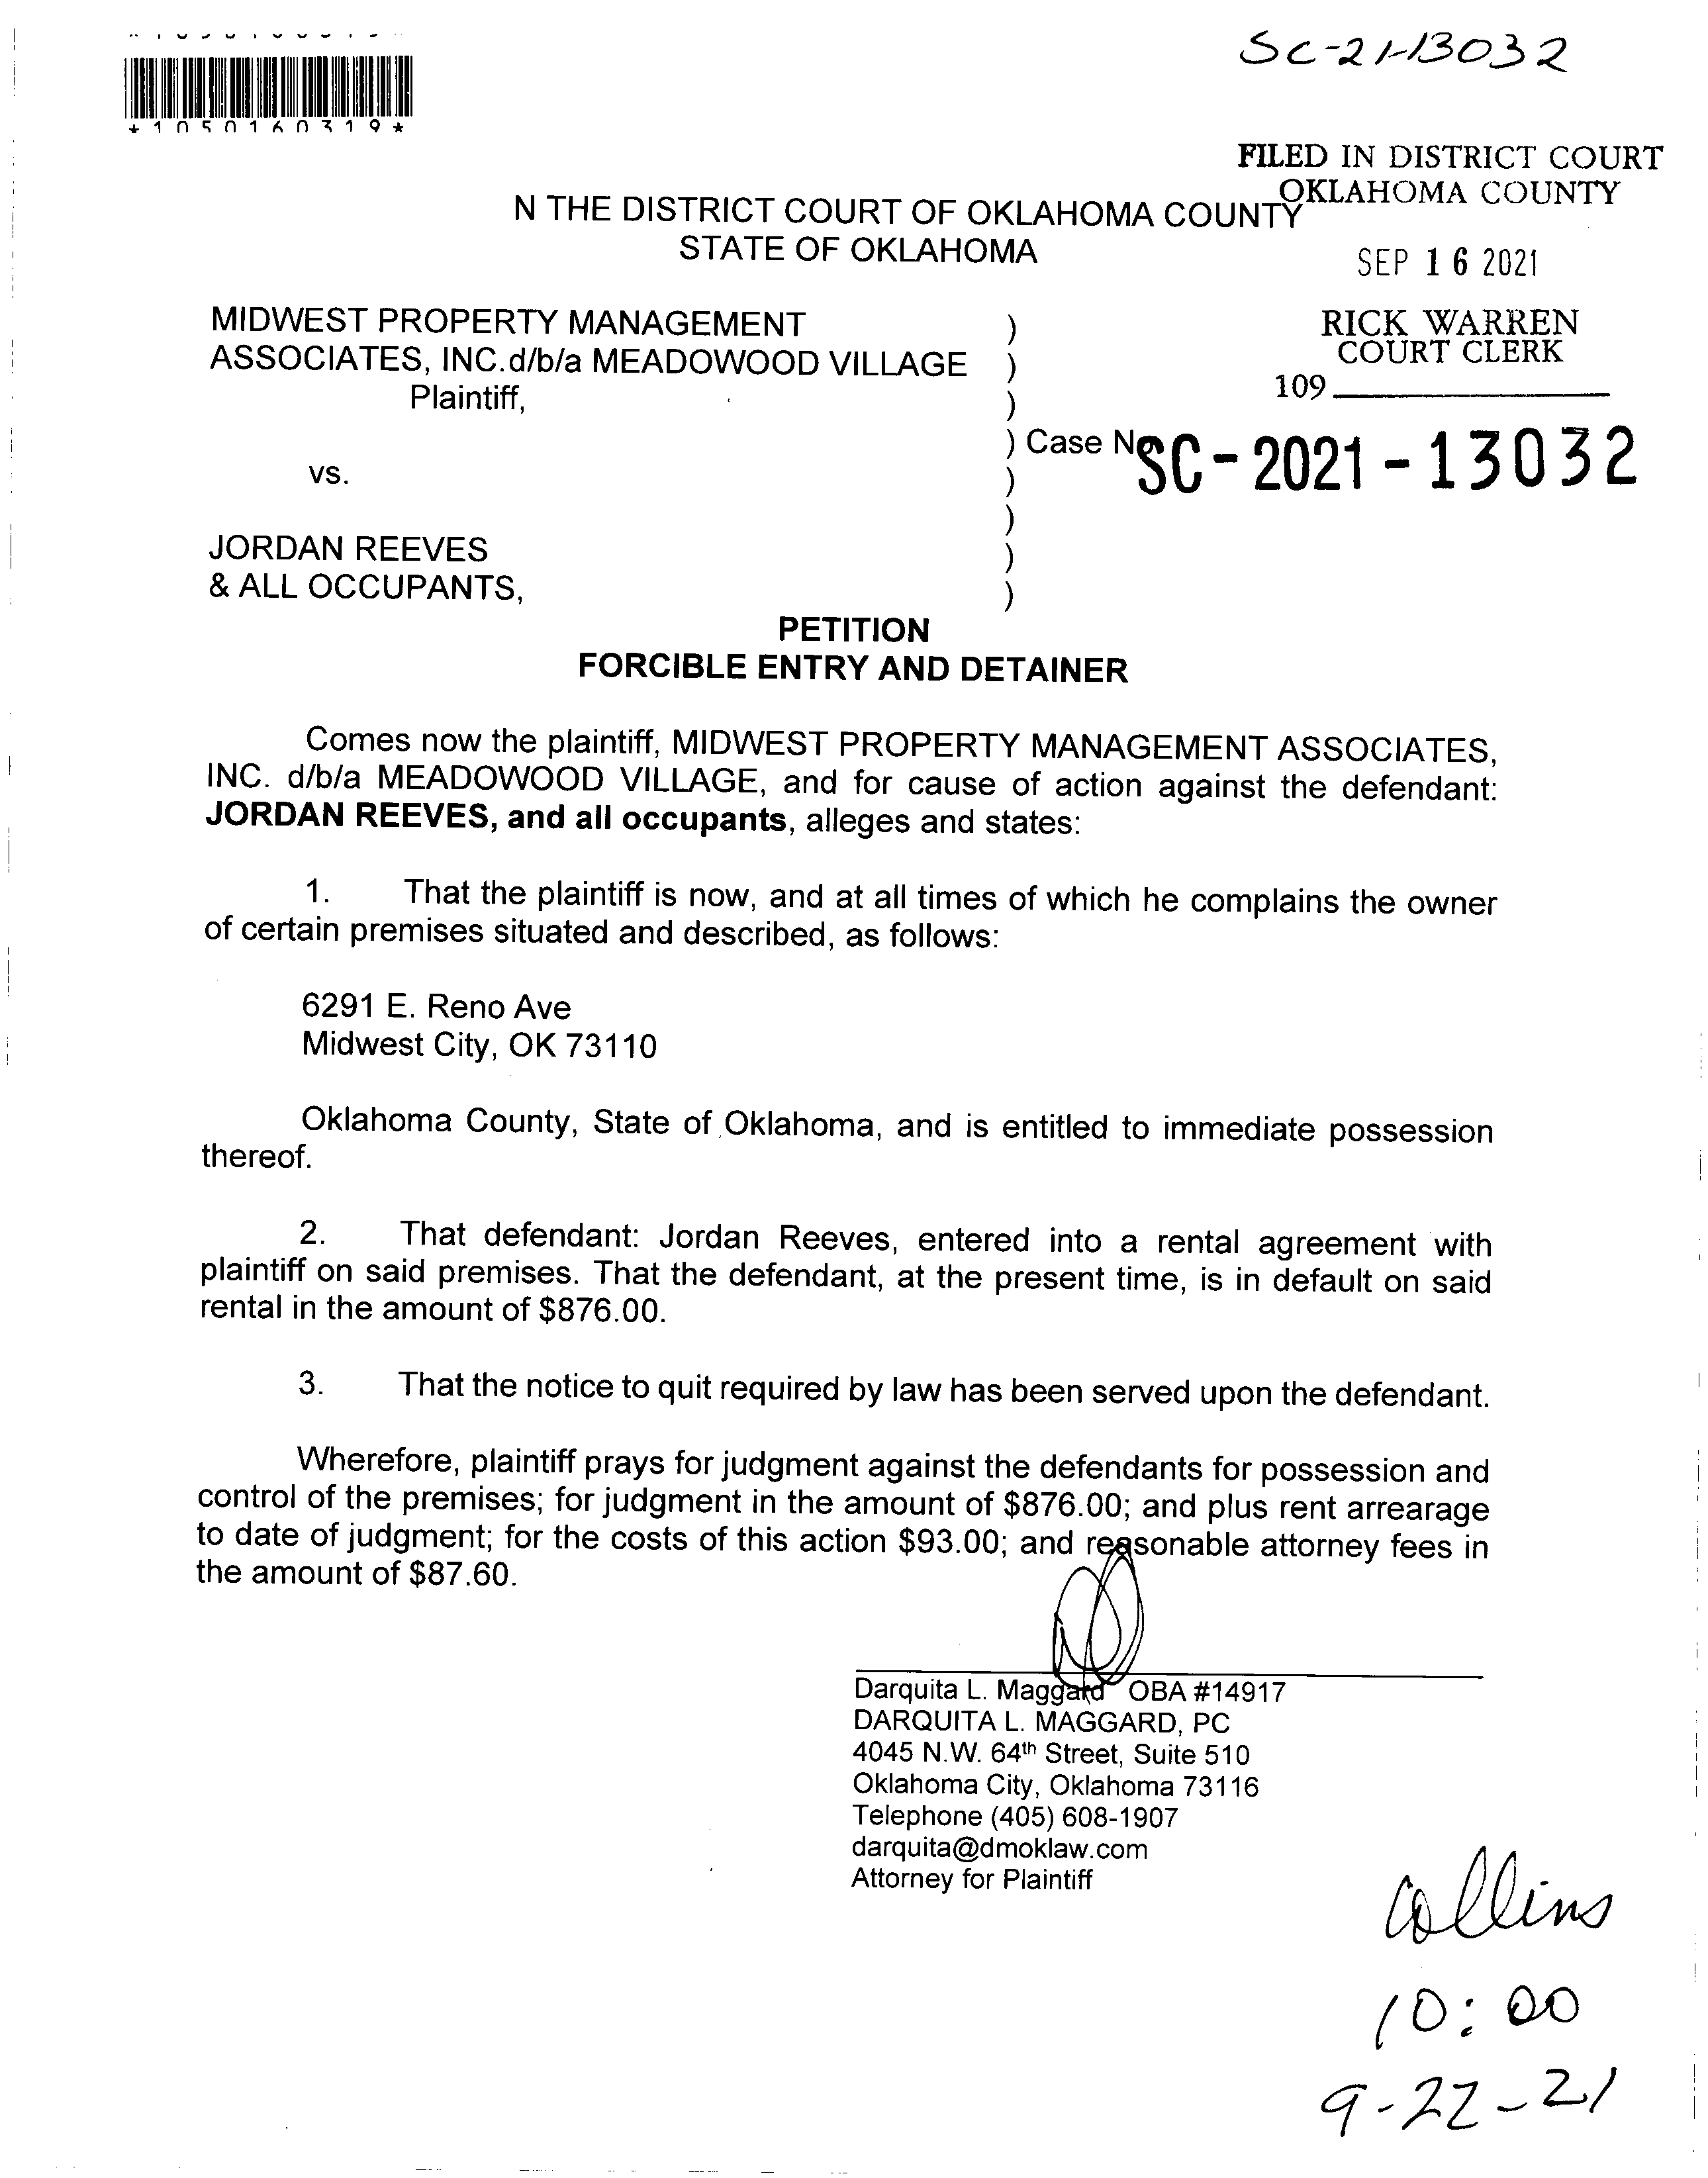 SC-21-13032
*1050160319*
FILED IN DISTRICT COURT
OKLAHOMA COUNTY
N THE DISTRICT COURT OF OKLAHOMA COUNTY
STATE OF OKLAHOMA
SEP 16 2021
MIDWEST PROPERTY MANAGEMENT )
ASSOCIATES, INC.d/b/a MEADOWOOD VILLAGE )
Plaintiff, )
RICK WARREN
COURT CLERK
109
) Case No
SC-2021-13032
vs. )
)
JORDAN REEVES )
& ALL OCCUPANTS, )
PETITION
FORCIBLE ENTRY AND DETAINER
Comes now the plaintiff, MIDWEST PROPERTY MANAGEMENT ASSOCIATES,
INC. d/b/a MEADOWOOD VILLAGE, and for cause of action against the defendant:
JORDAN REEVES, and all occupants, alleges and states:
1. That the plaintiff is now, and at all times of which he complains the owner
of certain premises situated and described, as follows:
6291 E. Reno Ave
Midwest City, OK 73110
Oklahoma County, State of Oklahoma, and is entitled to immediate possession
thereof.
2. That defendant: Jordan Reeves, entered into a rental agreement with
plaintiff on said premises. That the defendant, at the present time, is in default on said
rental in the amount of $876.00.
3. That the notice to quit required by law has been served upon the defendant.
Wherefore, plaintiff prays for judgment against the defendants for possession and
control of the premises; for judgment in the amount of $876.00; and plus rent arrearage
to date of judgment; for the costs of this action $93.00; and reasonable attorney fees in
the amount of $87.60.
Darquita L. Maggard OBA #14917
DARQUITA L. MAGGARD, PC
4045 N.W. 64th Street, Suite 510
Oklahoma City, Oklahoma 73116
Telephone (405) 608-1907
darquita@dmoklaw.com
Attorney for Plaintiff
Collins
10:00
9-22-21